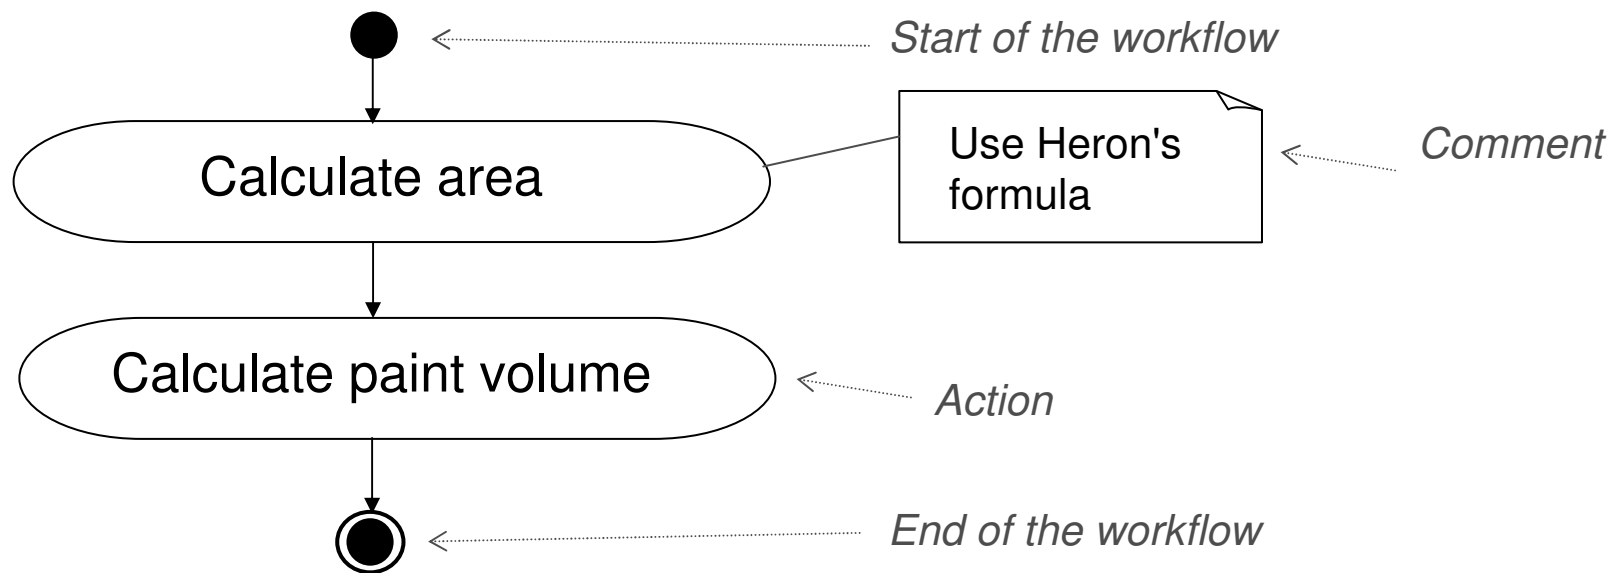 Start of the workflow
Calculate area
Use Heron's
formula
Comment
Calculate paint volume
Action
End of the workflow